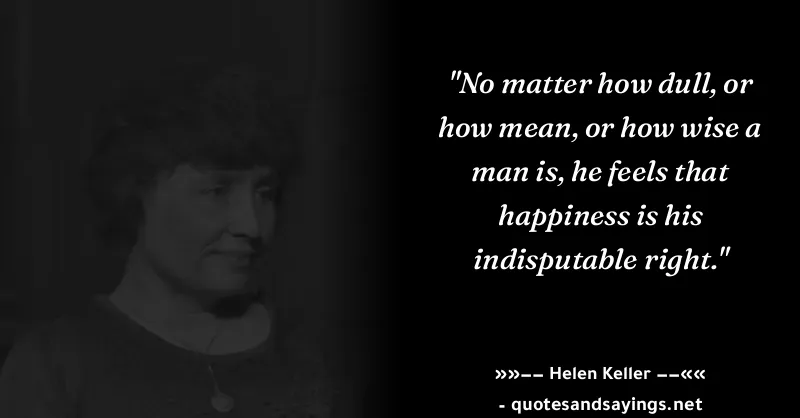 "No matter how dull, or
how mean, or how wise a
man is, he feels that
happiness is his
indisputable right."
»»−− Helen Keller −−««
- quotesandsayings.net